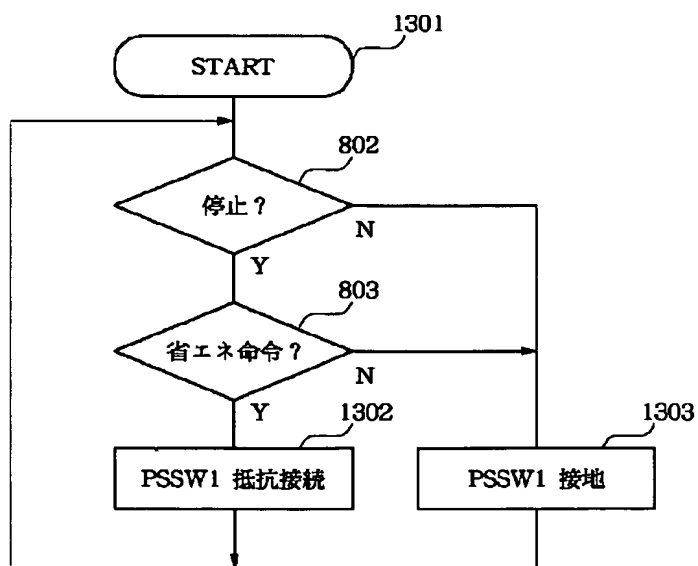 1301
START
802
停止？
N
Y
803
省エネ命令？
N
Y
1302
1303
PSSW1 抵抗接続
PSSW1 接地